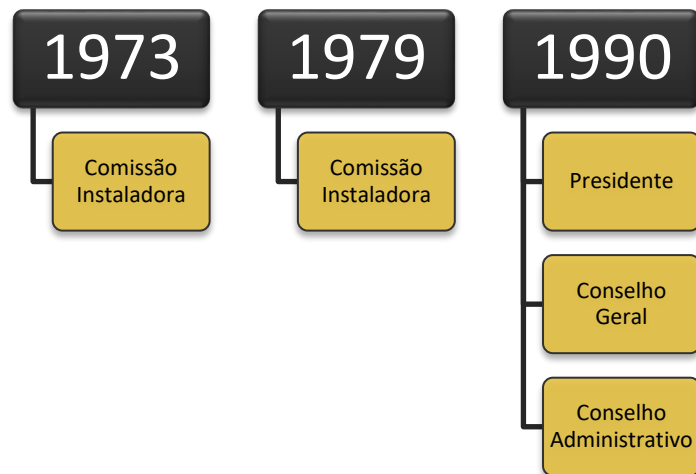 1973
Comissão
Instaladora
1979
Comissão
Instaladora
1990
Presidente
Conselho
Geral
Conselho
Administrativo